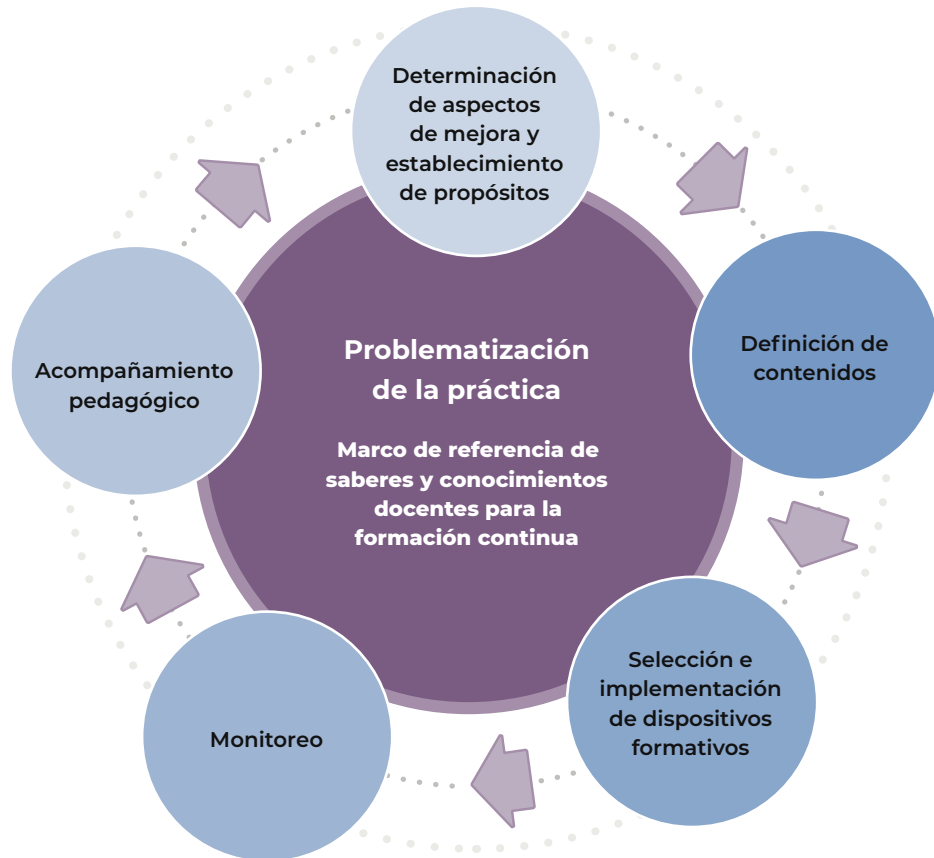 Determinación
de aspectos
de mejora y
establecimiento
de propósitos
Definición de
contenidos
Selección e
implementación
de dispositivos
formativos
Monitoreo
Acompañamiento
pedagógico
Problematización
de la práctica
Marco de referencia de
saberes y conocimientos
docentes para la
formación continua